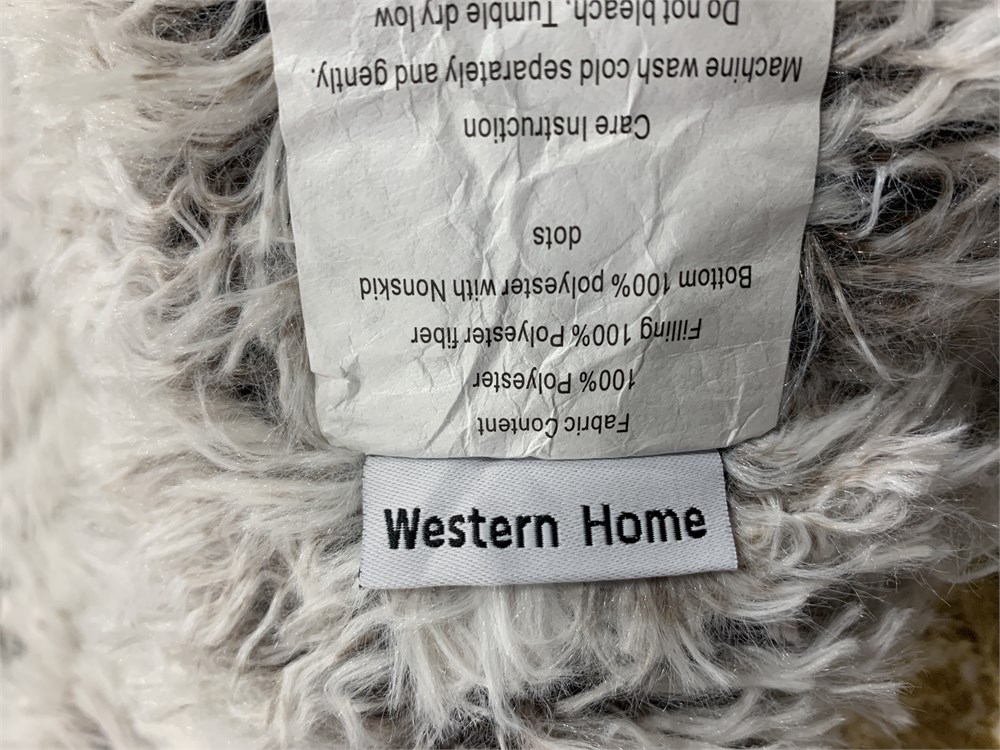 Western Home
Fabric Content
100% Polyester
Filling 100% Polyester fiber
Bottom 100% polyester with Nonskid
dots
Care Instruction
Machine wash cold separately and gently.
Do not bleach. Tumble dry low